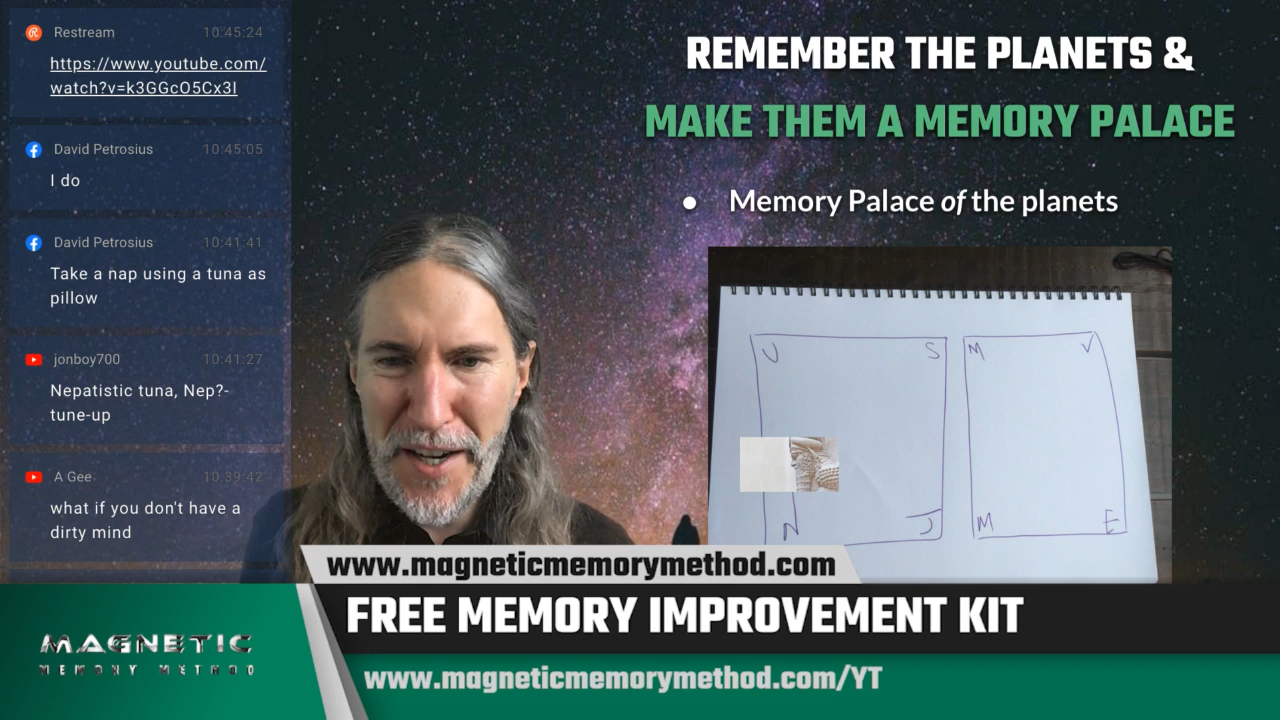 Restream 10:45:24
https://www.youtube.com/
watch?v=k3GGcO5Cx3I
David Petrosius 10:45:05
I do
David Petrosius 10:41:41
Take a nap using a tuna as
pillow
jonboy700 10:41:27
Nepatistic tuna, Nep?-
tune-up
A Gee 10:39:42
what if you don't have a
dirty mind
REMEMBER THE PLANETS &
MAKE THEM A MEMORY PALACE
• Memory Palace of the planets
U S M V
N J M E
www.magneticmemorymethod.com
FREE MEMORY IMPROVEMENT KIT
MAGNETIC
MEMORY METHOD
www.magneticmemorymethod.com/YT